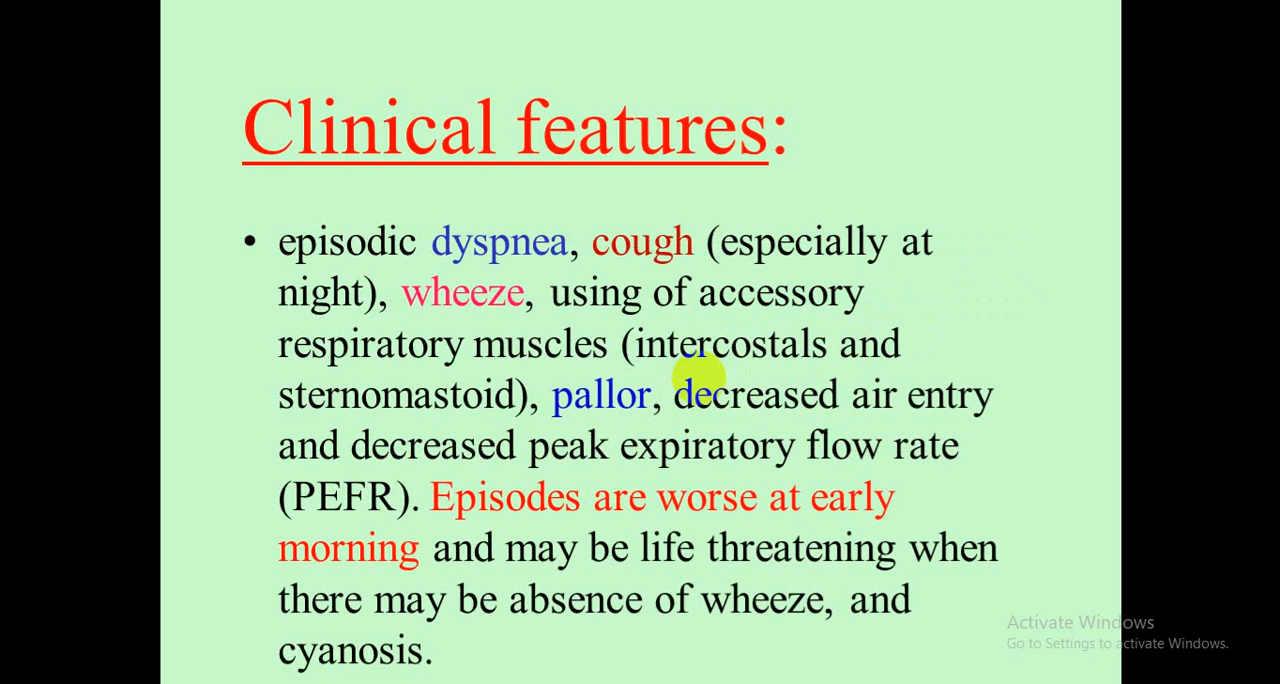 Clinical features:
• episodic dyspnea, cough (especially at
night), wheeze, using of accessory
respiratory muscles (intercostals and
sternomastoid), pallor, decreased air entry
and decreased peak expiratory flow rate
(PEFR). Episodes are worse at early
morning and may be life threatening when
there may be absence of wheeze, and
cyanosis.
Activate Windows
Go to Settings to activate Windows.